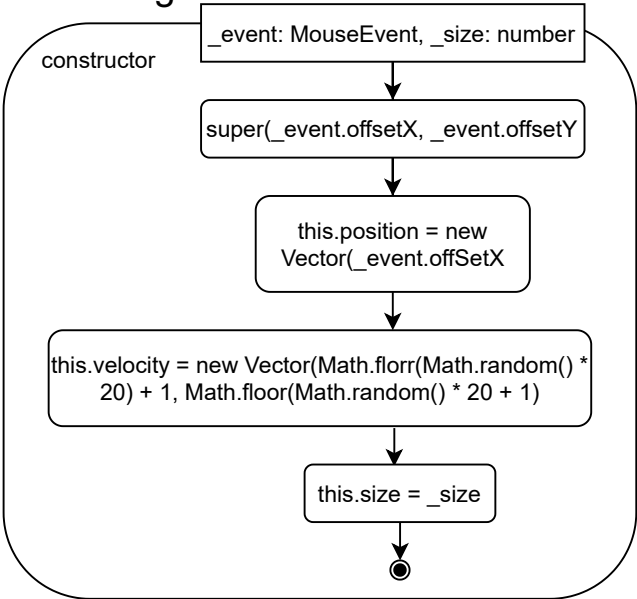 _event: MouseEvent, _size: number
constructor
super(_event.offsetX, _event.offsetY
this.position = new
Vector(_event.offSetX
this.velocity = new Vector(Math.florr(Math.random() *
20) + 1, Math.floor(Math.random() * 20 + 1)
this.size = _size